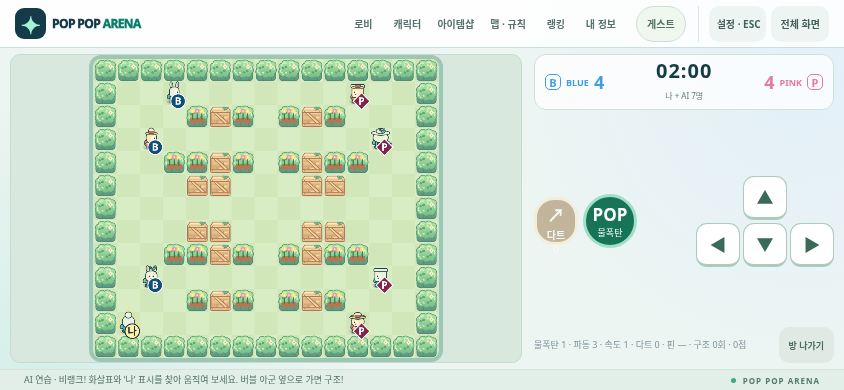 POP POP ARENA
로비 캐릭터 아이템샵 맵 · 규칙 랭킹 내 정보 게스트 설정 · ESC 전체 화면
B BLUE 4 02:00 4 PINK P
나 + AI 7명
B P
B P
↗ 다트 POP 물폭탄
B P
나 P
물폭탄 1 · 파동 3 · 속도 1 · 다트 0 · 핀 — · 구조 0회 · 0점 방 나가기
AI 연습 · 비랭크! 화살표와 '나' 표시를 찾아 움직여 보세요. 버블 아군 옆으로 가면 구조! POP POP ARENA